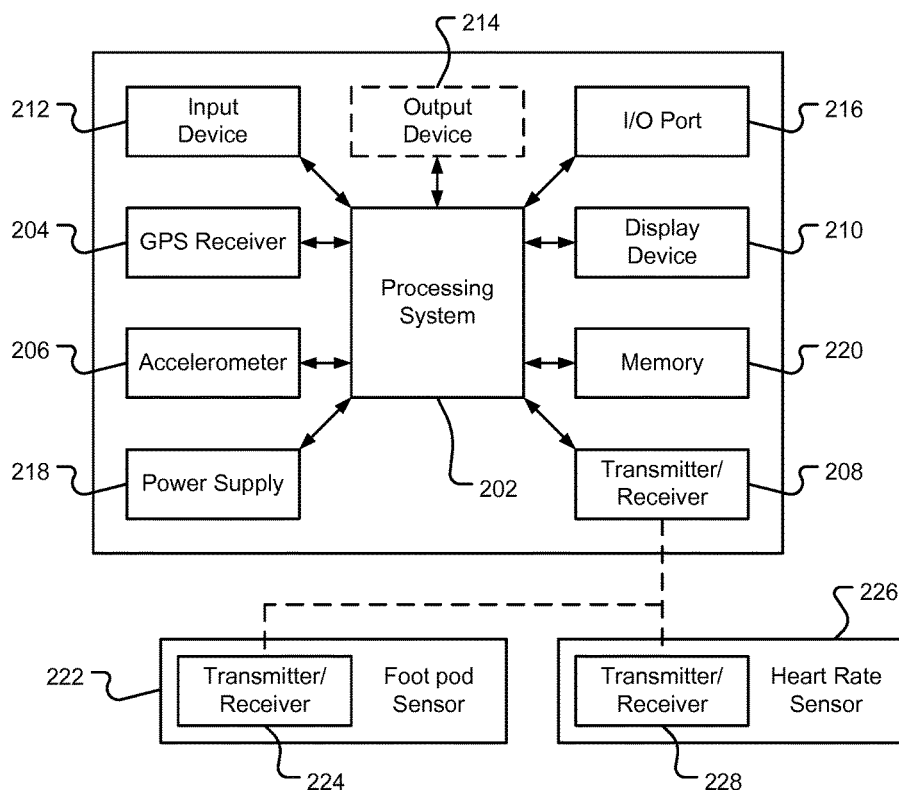 214
212
Input
Device
Output
Device
I/O Port
216
204
GPS Receiver
Processing
System
Display
Device
210
206
Accelerometer
Memory
220
218
Power Supply
202
Transmitter/
Receiver
208
226
222
Transmitter/
Receiver
Foot pod
Sensor
Transmitter/
Receiver
Heart Rate
Sensor
224
228